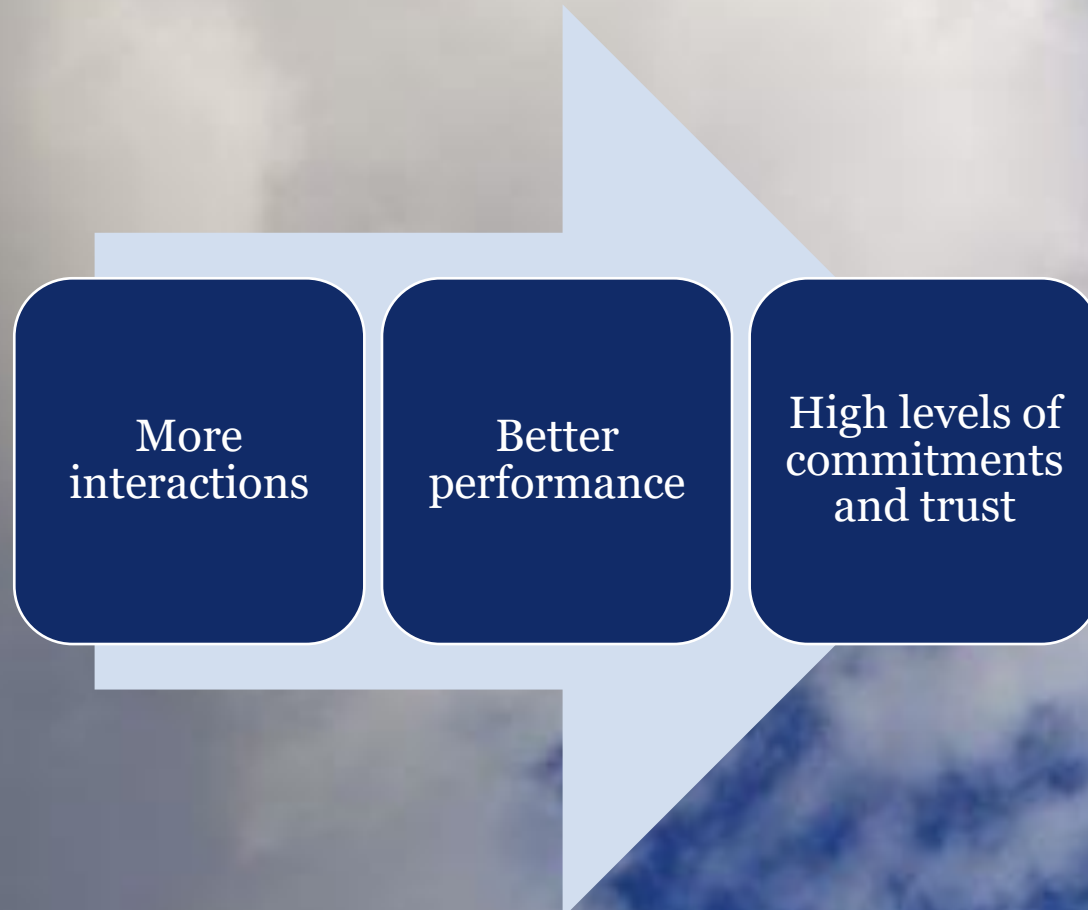 More
interactions
Better
performance
High levels of
commitments
and trust